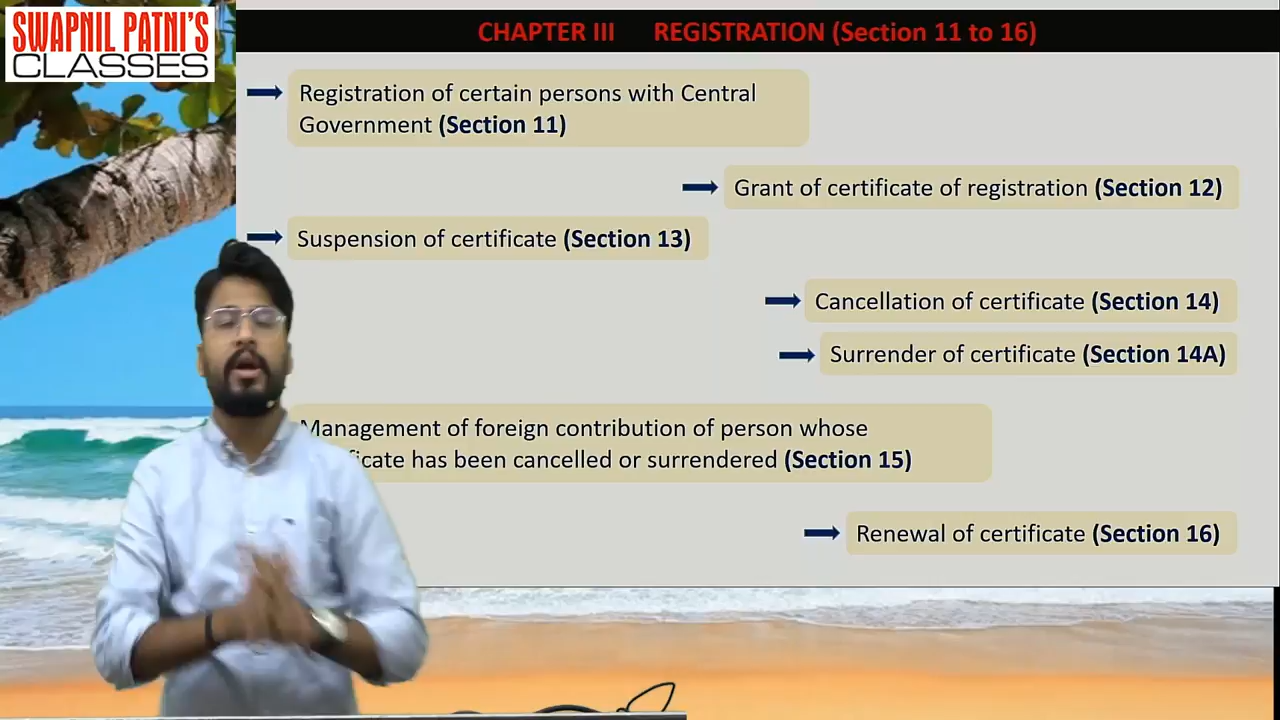 SWAPNIL PATNI'S
CLASSES
CHAPTER III REGISTRATION (Section 11 to 16)
Registration of certain persons with Central
Government (Section 11)
Grant of certificate of registration (Section 12)
Suspension of certificate (Section 13)
Cancellation of certificate (Section 14)
Surrender of certificate (Section 14A)
Management of foreign contribution of person whose
icate has been cancelled or surrendered (Section 15)
Renewal of certificate (Section 16)